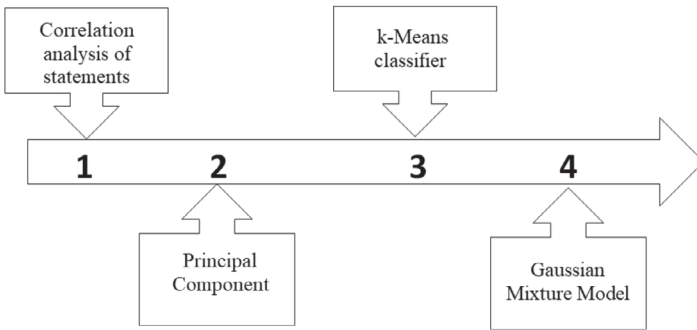 Correlation
analysis of
statements
k-Means
classifier
1 2 3 4
Principal
Component
Gaussian
Mixture Model